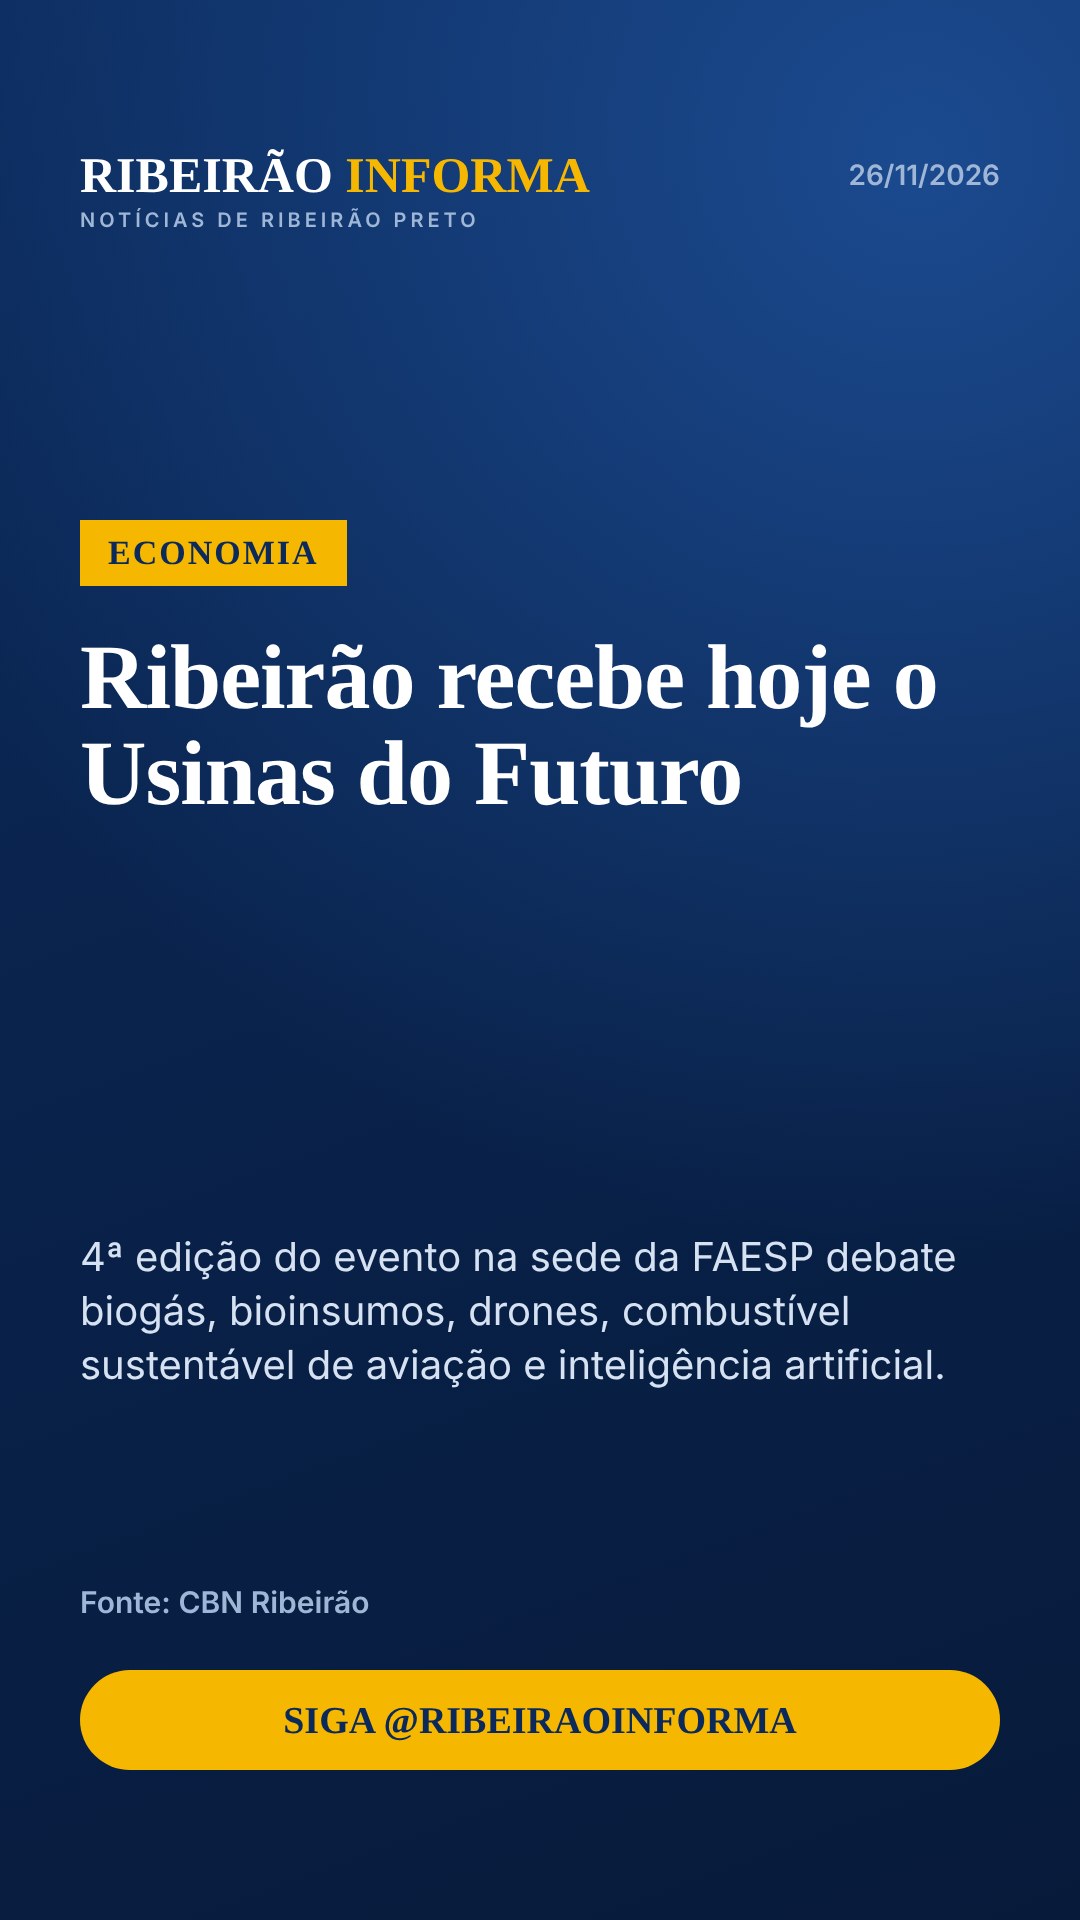 RIBEIRÃO INFORMA
26/11/2026
NOTÍCIAS DE RIBEIRÃO PRETO
ECONOMIA
Ribeirão recebe hoje o
Usinas do Futuro
4ª edição do evento na sede da FAESP debate
biogás, bioinsumos, drones, combustível
sustentável de aviação e inteligência artificial.
Fonte: CBN Ribeirão
SIGA @RIBEIRAOINFORMA